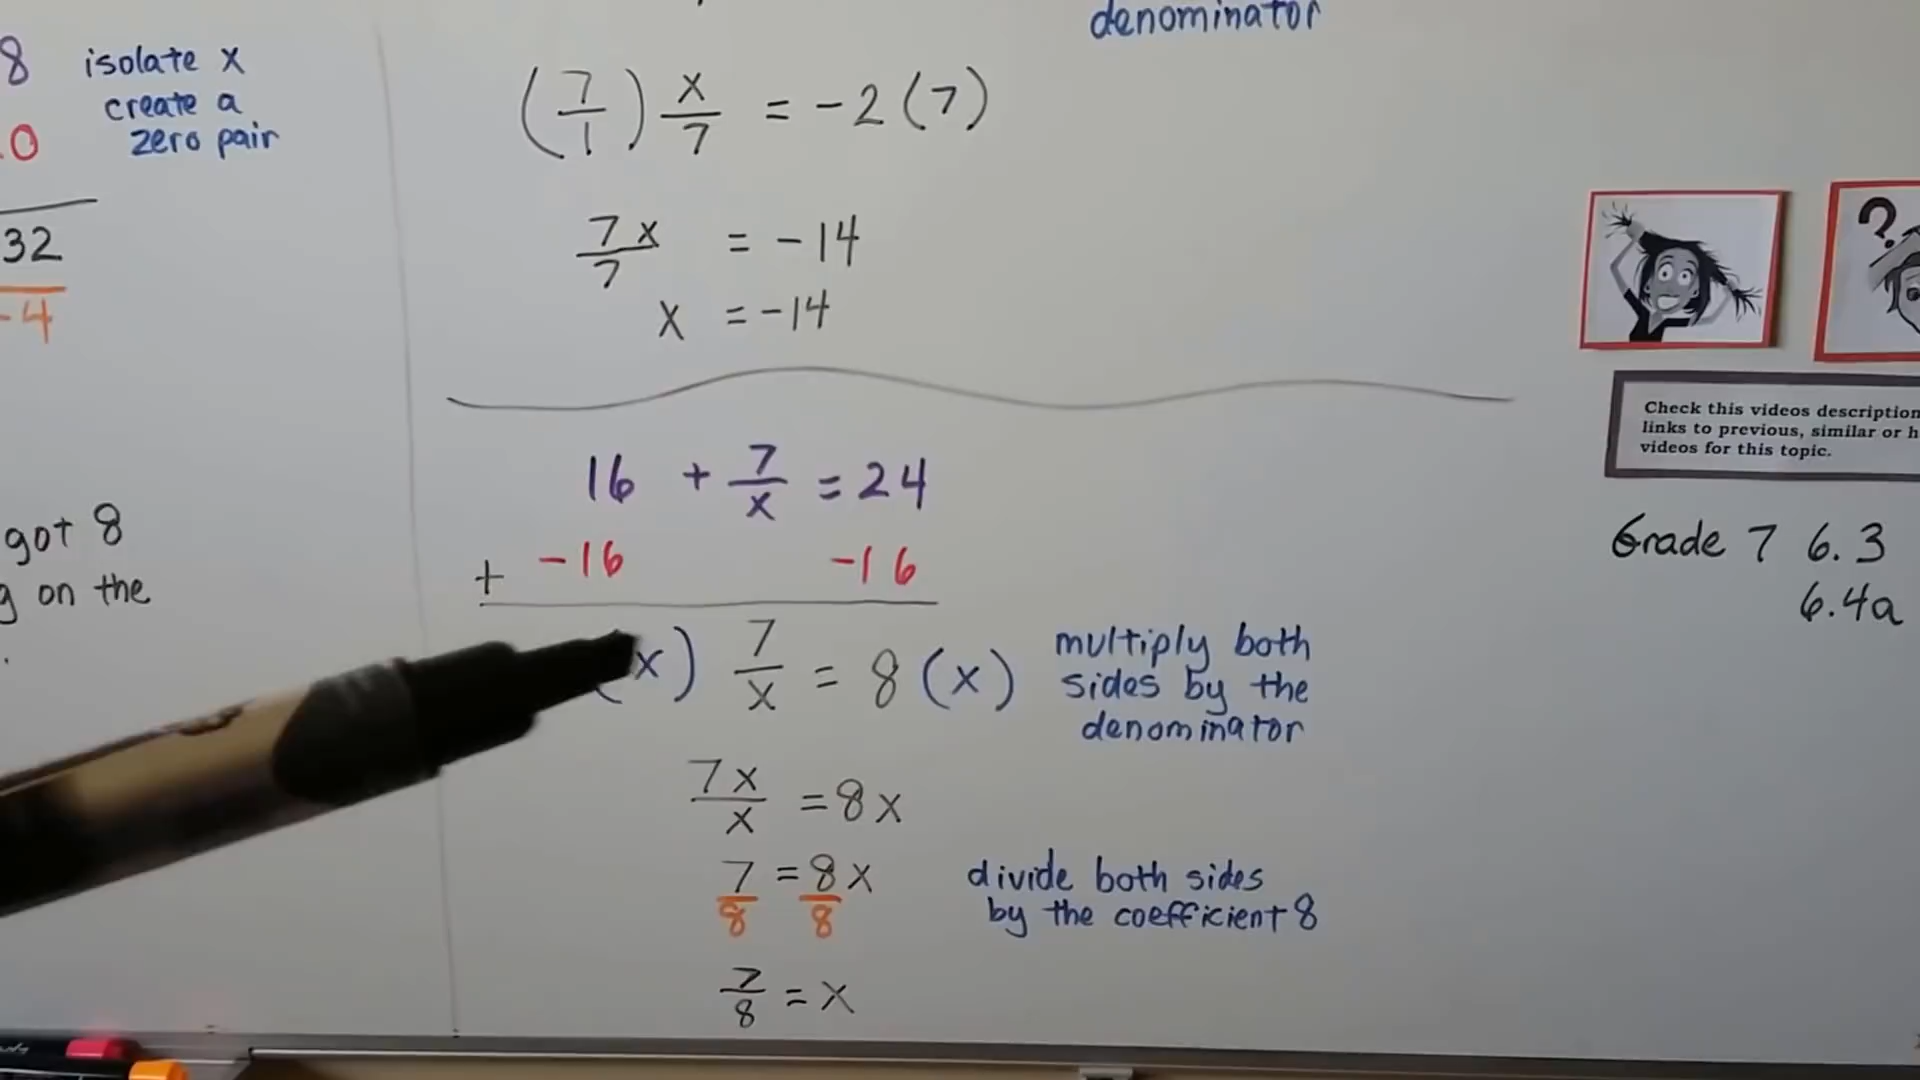 8 isolate x
create a
0 zero pair
32
-4
got 8
on the
denominator
(7/1) x/7 = -2 (7)
7x/7 = -14
x = -14
16 + 7/x = 24
+ -16 -16
(x) 7/x = 8 (x)
multiply both
sides by the
denominator
7x/x = 8x
7 = 8x
8 8
divide both sides
by the coefficient 8
7/8 = x
?
Check this videos description
links to previous, similar or h
videos for this topic.
Grade 7 6.3
6.4a